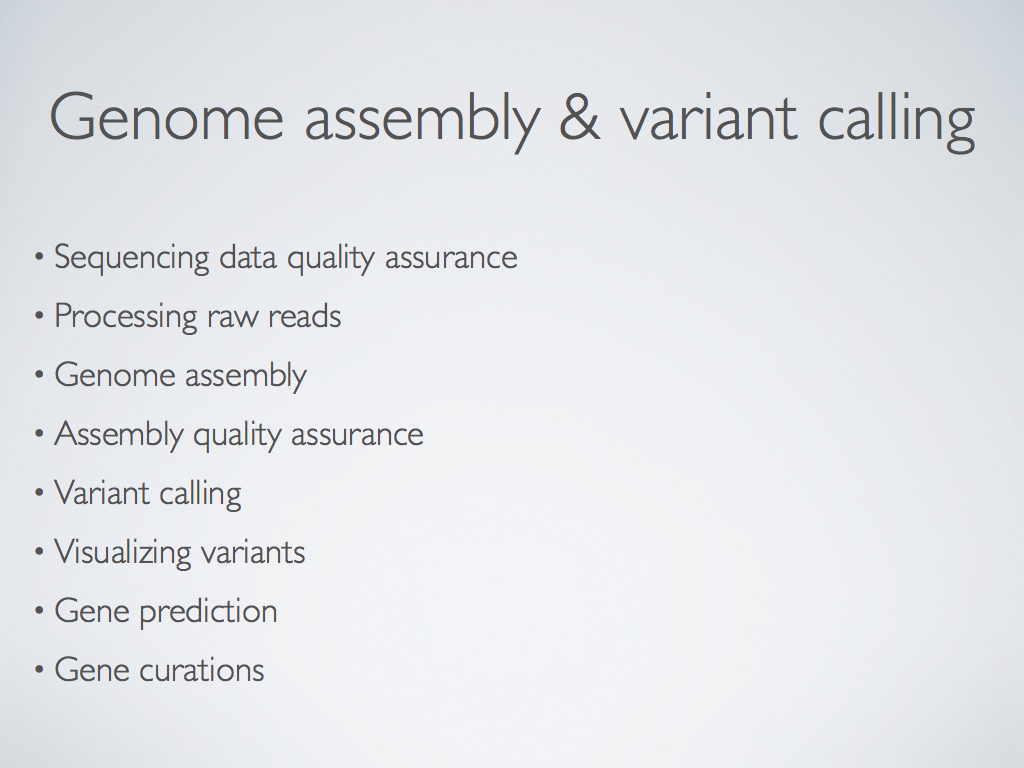 Genome assembly & variant calling
• Sequencing data quality assurance
• Processing raw reads
• Genome assembly
• Assembly quality assurance
• Variant calling
• Visualizing variants
• Gene prediction
• Gene curations